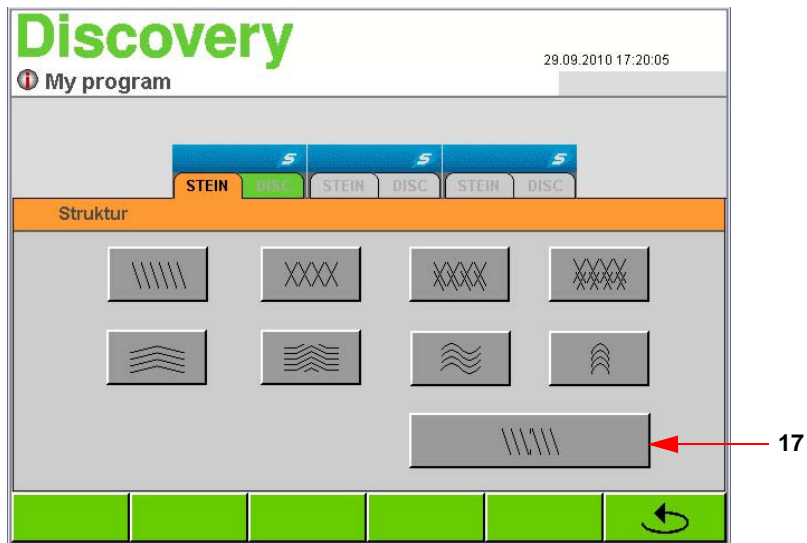 Discovery
29.09.2010 17:20:05
My program
S S S
STEIN DISC STEIN DISC STEIN DISC
Struktur
17